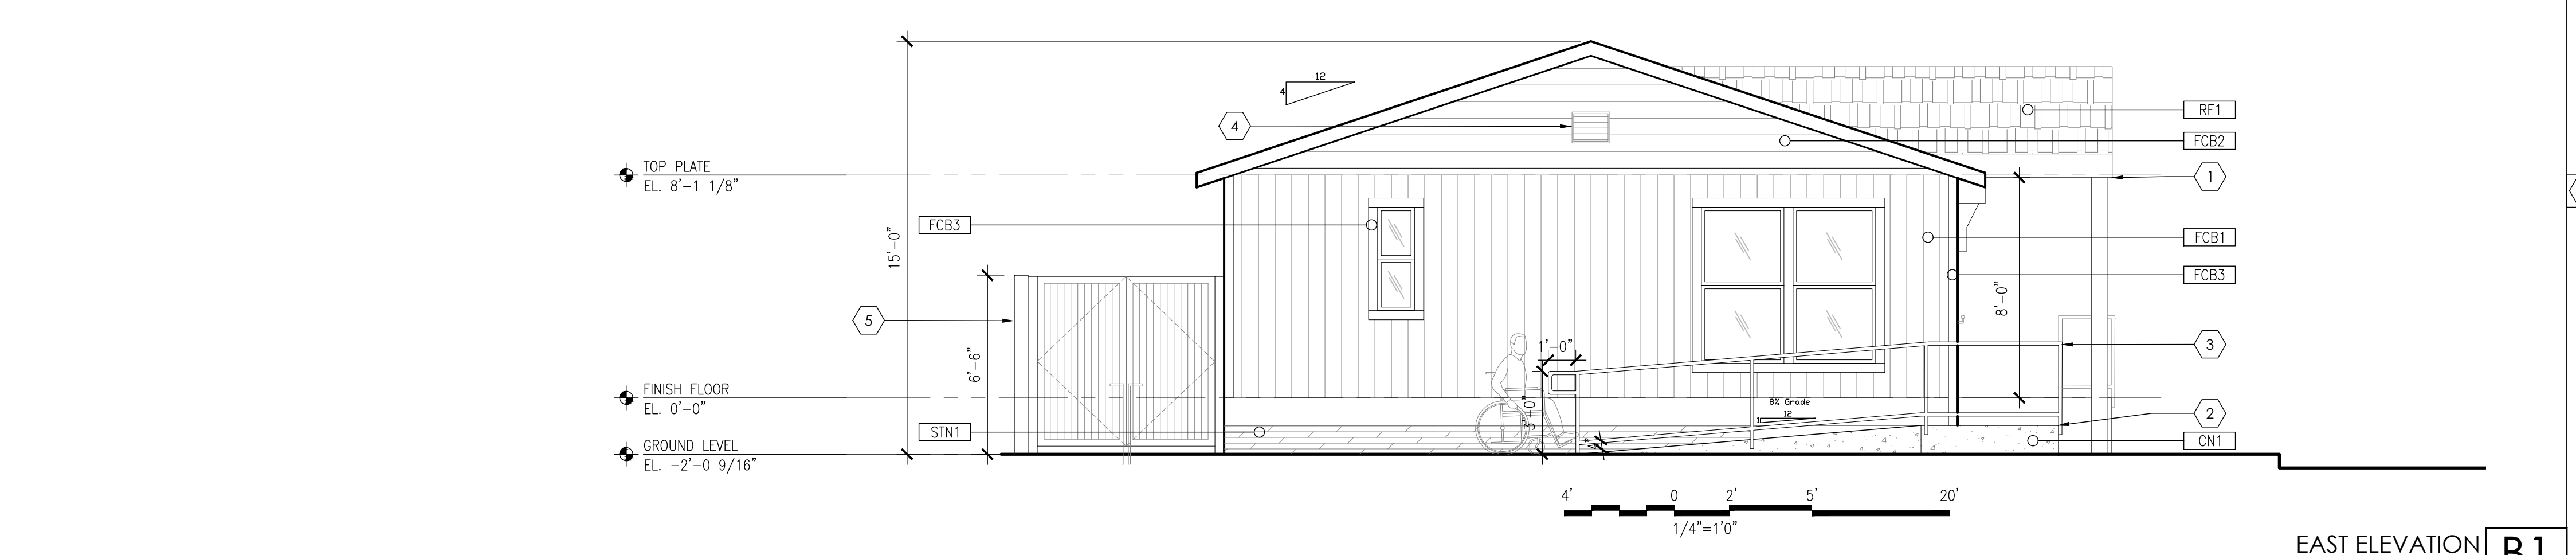 12
4
RF1
4
FCB2
TOP PLATE
EL. 8'-1 1/8"
1
FCB3
15'-0"
FCB1
FCB3
8'-0"
5
6'-6"
1'-0"
3
FINISH FLOOR
EL. 0'-0"
3'-0"
8% Grade
12
1
2
STN1
GROUND LEVEL
EL. -2'-0 9/16"
CN1
4' 0 2' 5' 20'
1/4"=1'0"
EAST ELEVATION
B1